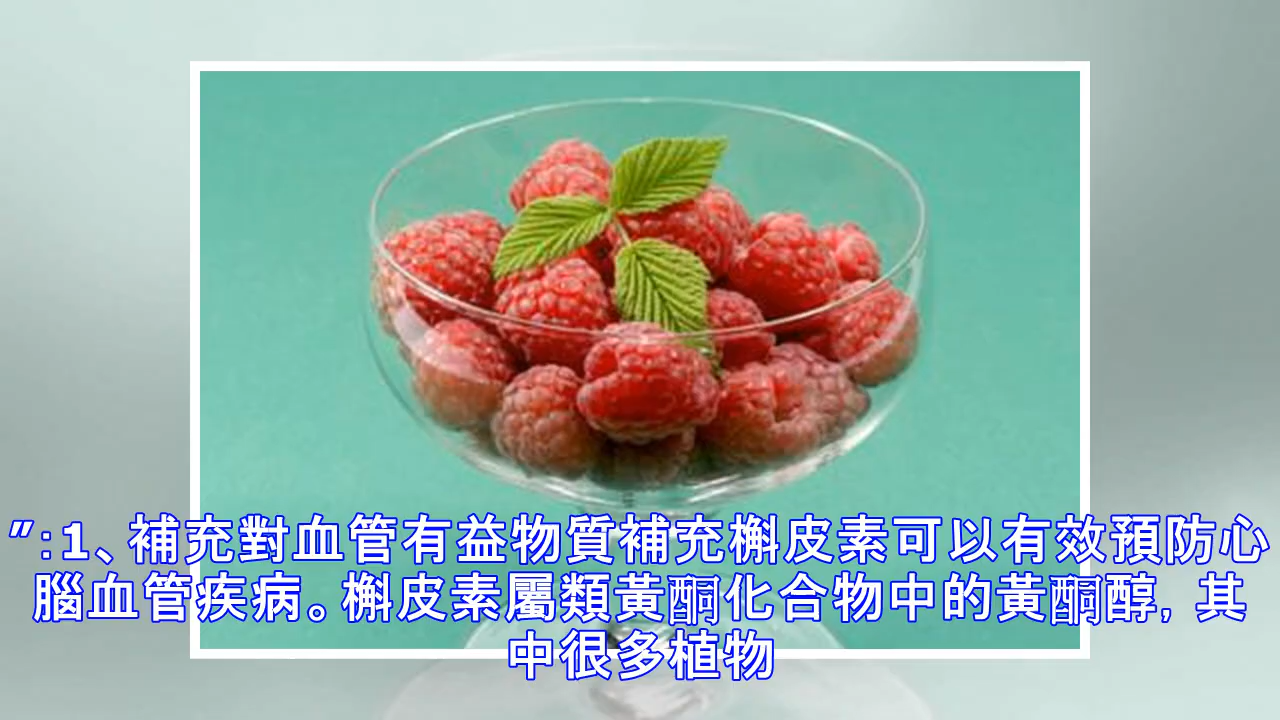 ”:1、補充對血管有益物質補充槲皮素可以有效預防心
腦血管疾病。槲皮素屬類黃酮化合物中的黃酮醇,其
中很多植物